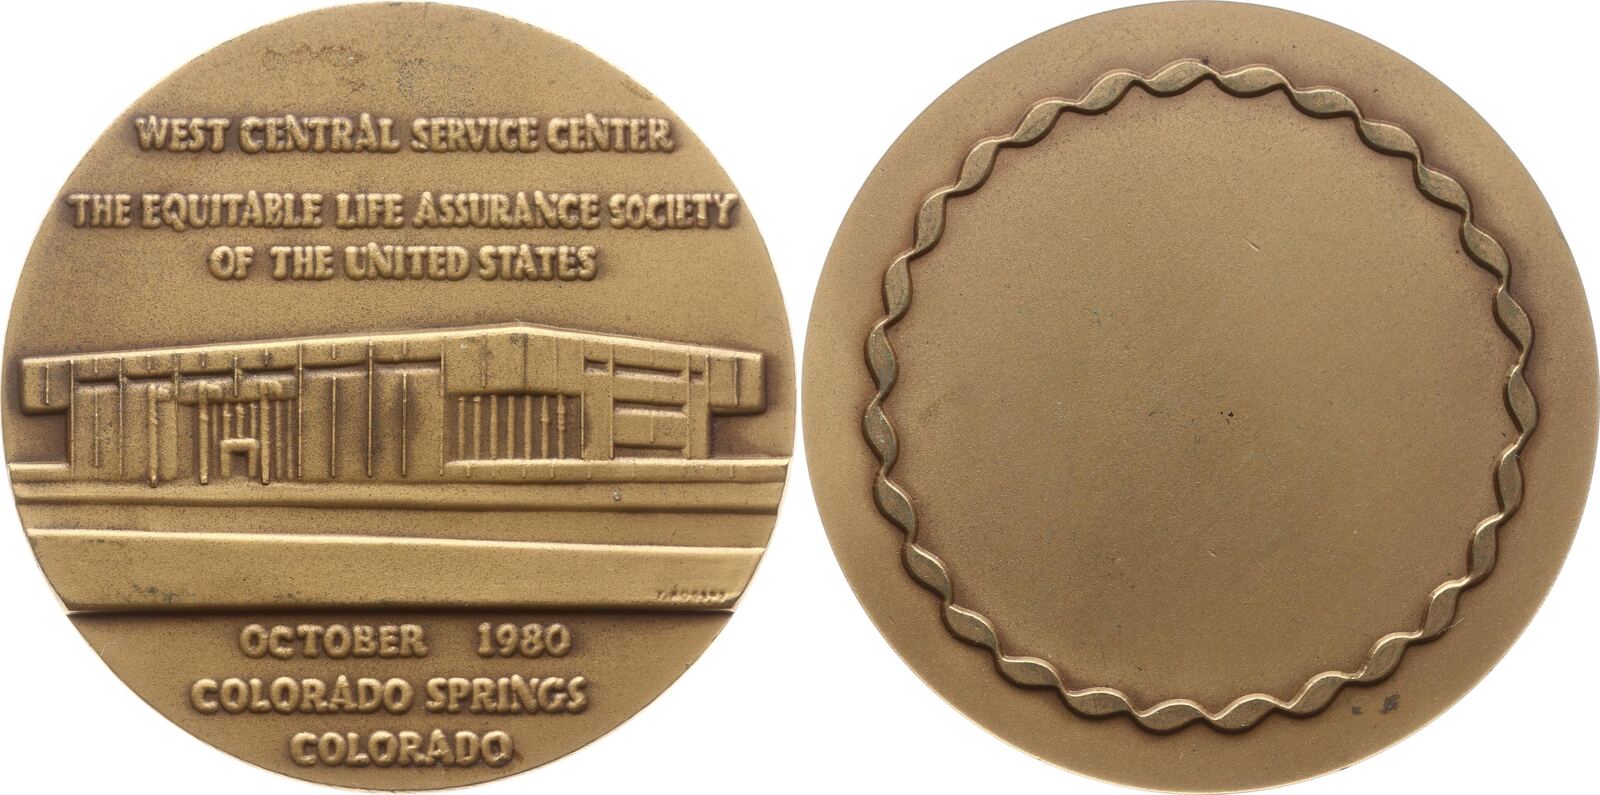 WEST CENTRAL SERVICE CENTER
THE EQUITABLE LIFE ASSURANCE SOCIETY
OF THE UNITED STATES
OCTOBER 1980
COLORADO SPRINGS
COLORADO